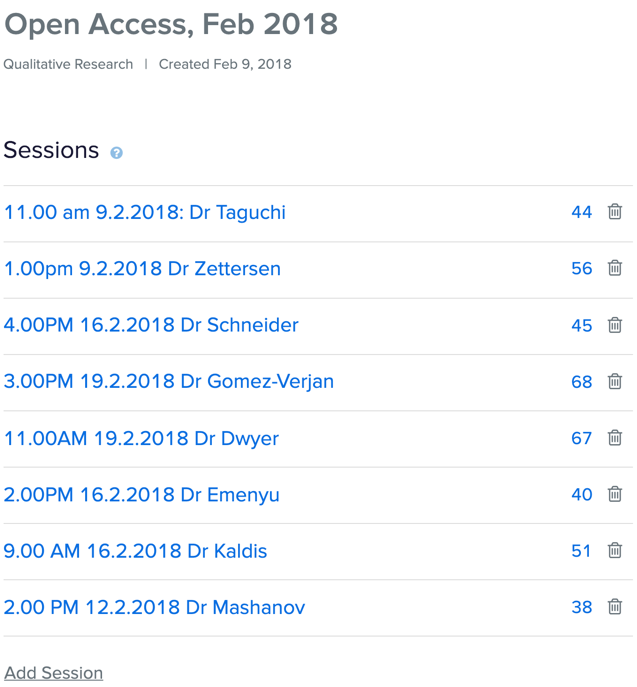 Open Access, Feb 2018
Qualitative Research | Created Feb 9, 2018
Sessions ?
11.00 am 9.2.2018: Dr Taguchi 44
1.00pm 9.2.2018 Dr Zettersen 56
4.00PM 16.2.2018 Dr Schneider 45
3.00PM 19.2.2018 Dr Gomez-Verjan 68
11.00AM 19.2.2018 Dr Dwyer 67
2.00PM 16.2.2018 Dr Emenyu 40
9.00 AM 16.2.2018 Dr Kaldis 51
2.00 PM 12.2.2018 Dr Mashanov 38
Add Session